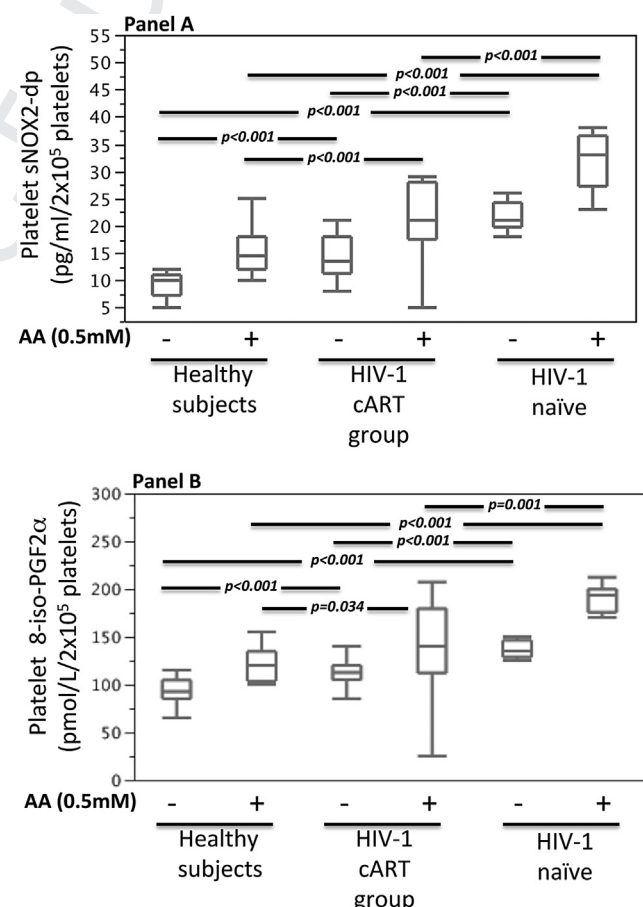 Panel A
Platelet sNOX2-dp
(pg/ml/2x10⁵ platelets)
55
50
45
40
35
30
25
20
15
10
5
p<0.001
p<0.001
p<0.001
p<0.001
p<0.001
p<0.001
AA (0.5mM) - + - + - +
Healthy
subjects
HIV-1
cART
group
HIV-1
naïve
Panel B
Platelet 8-iso-PGF2α
(pmol/L/2x10⁵ platelets)
300
250
200
150
100
50
0
p=0.001
p<0.001
p<0.001
p<0.001
p<0.001
p=0.034
AA (0.5mM) - + - + - +
Healthy
subjects
HIV-1
cART
group
HIV-1
naïve